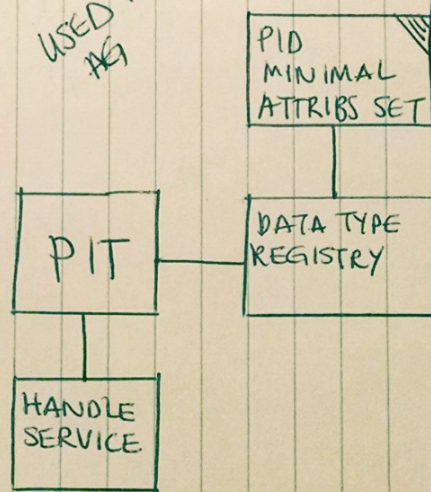 USED
AG
PID
MINIMAL
ATTRIBS SET
PIT
DATA TYPE
REGISTRY
HANDLE
SERVICE